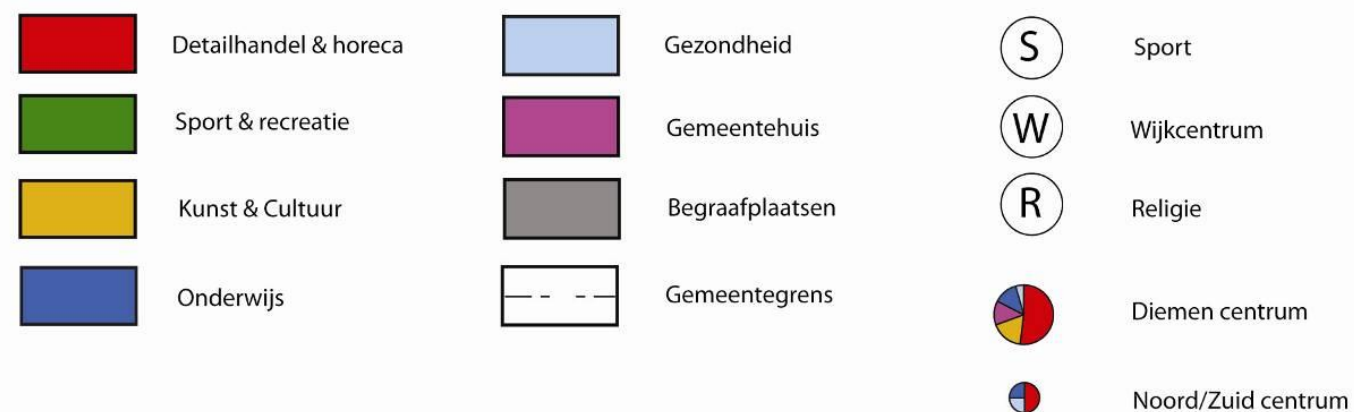 Detailhandel & horeca
Sport & recreatie
Kunst & Cultuur
Onderwijs
Gezondheid
Gemeentehuis
Begraafplaatsen
Gemeentegrens
S Sport
W Wijkcentrum
R Religie
Diemen centrum
Noord/Zuid centrum